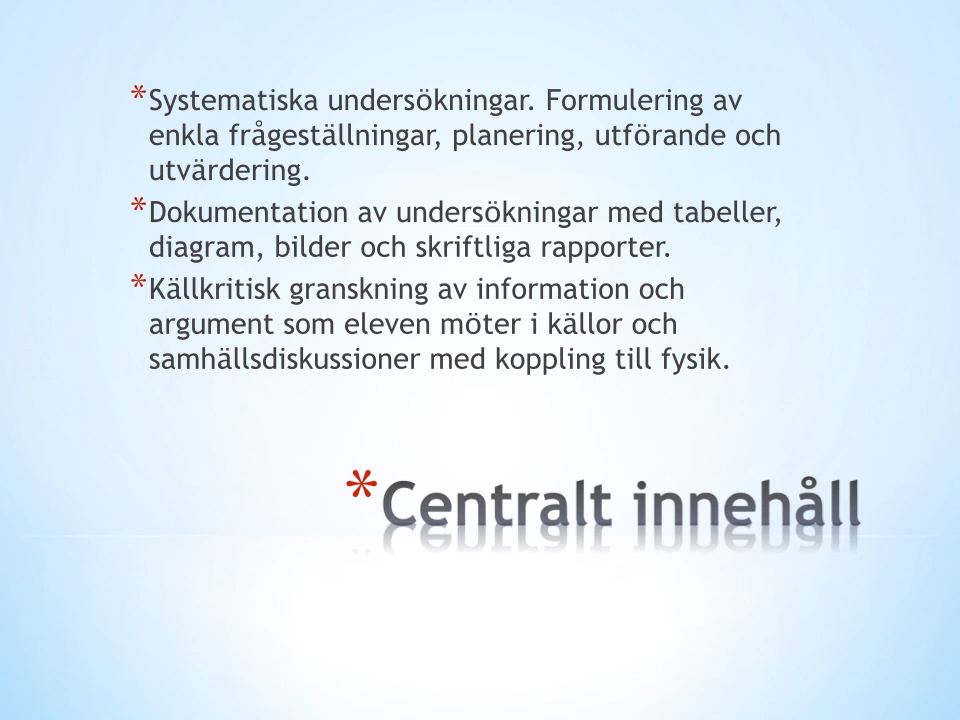 * Systematiska undersökningar. Formulering av
enkla frågeställningar, planering, utförande och
utvärdering.
* Dokumentation av undersökningar med tabeller,
diagram, bilder och skriftliga rapporter.
* Källkritisk granskning av information och
argument som eleven möter i källor och
samhällsdiskussioner med koppling till fysik.
* Centralt innehåll